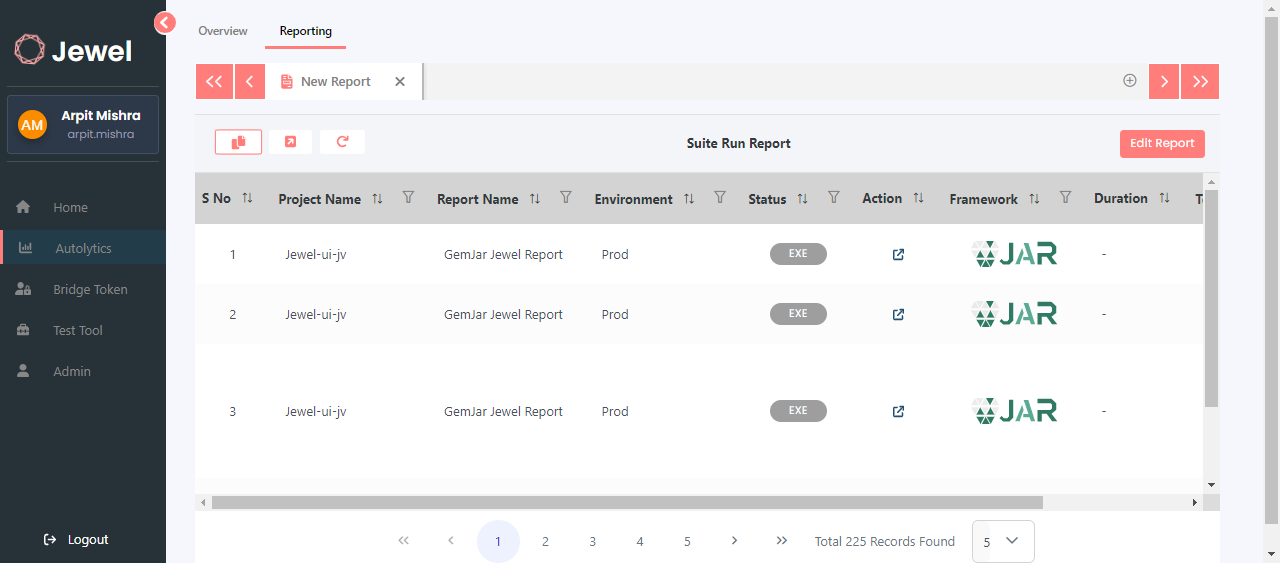 Overview Reporting
Jewel
New Report
Arpit Mishra
AM
arpit.mishra
Suite Run Report
Edit Report
S No Project Name Report Name Environment Status Action Framework Duration
Home
Autolytics
Bridge Token
Test Tool
Admin
Logout
1 Jewel-ui-jv GemJar Jewel Report Prod EXE JAR -
2 Jewel-ui-jv GemJar Jewel Report Prod EXE JAR -
3 Jewel-ui-jv GemJar Jewel Report Prod EXE JAR -
1 2 3 4 5 Total 225 Records Found 5